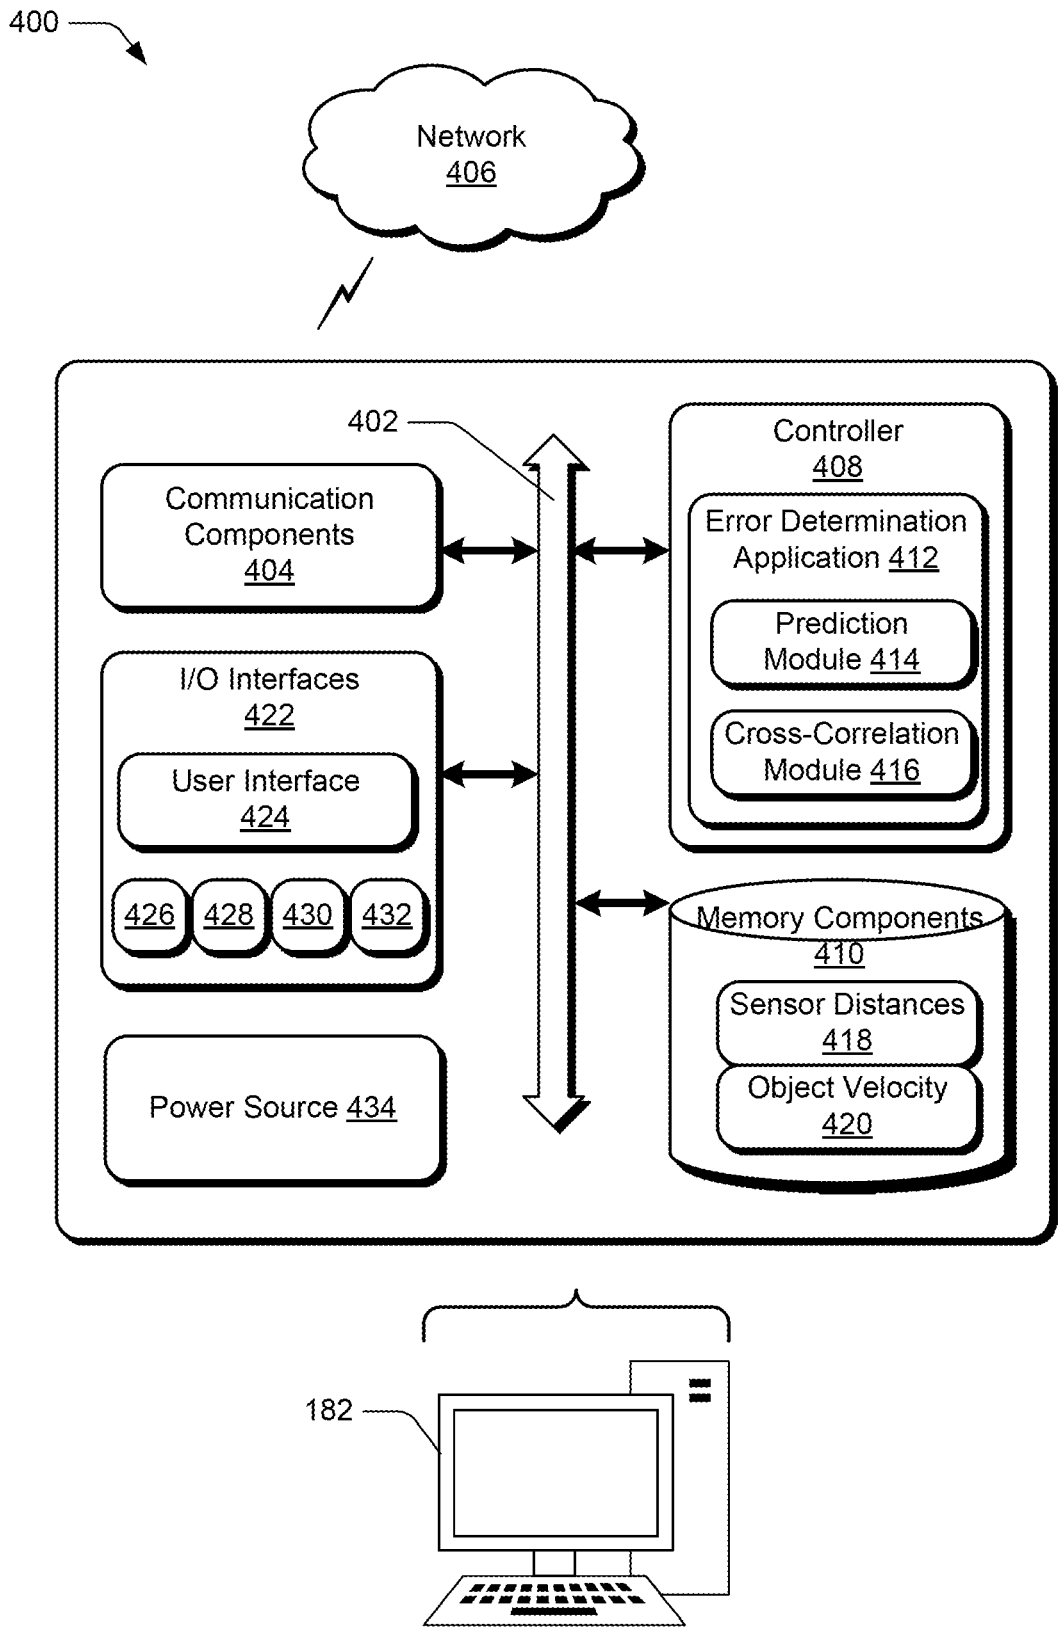 400
Network
406
402
Communication
Components
404
Controller
408
Error Determination
Application 412
Prediction
Module 414
Cross-Correlation
Module 416
I/O Interfaces
422
User Interface
424
426 428 430 432
Memory Components
410
Sensor Distances
418
Object Velocity
420
Power Source 434
182